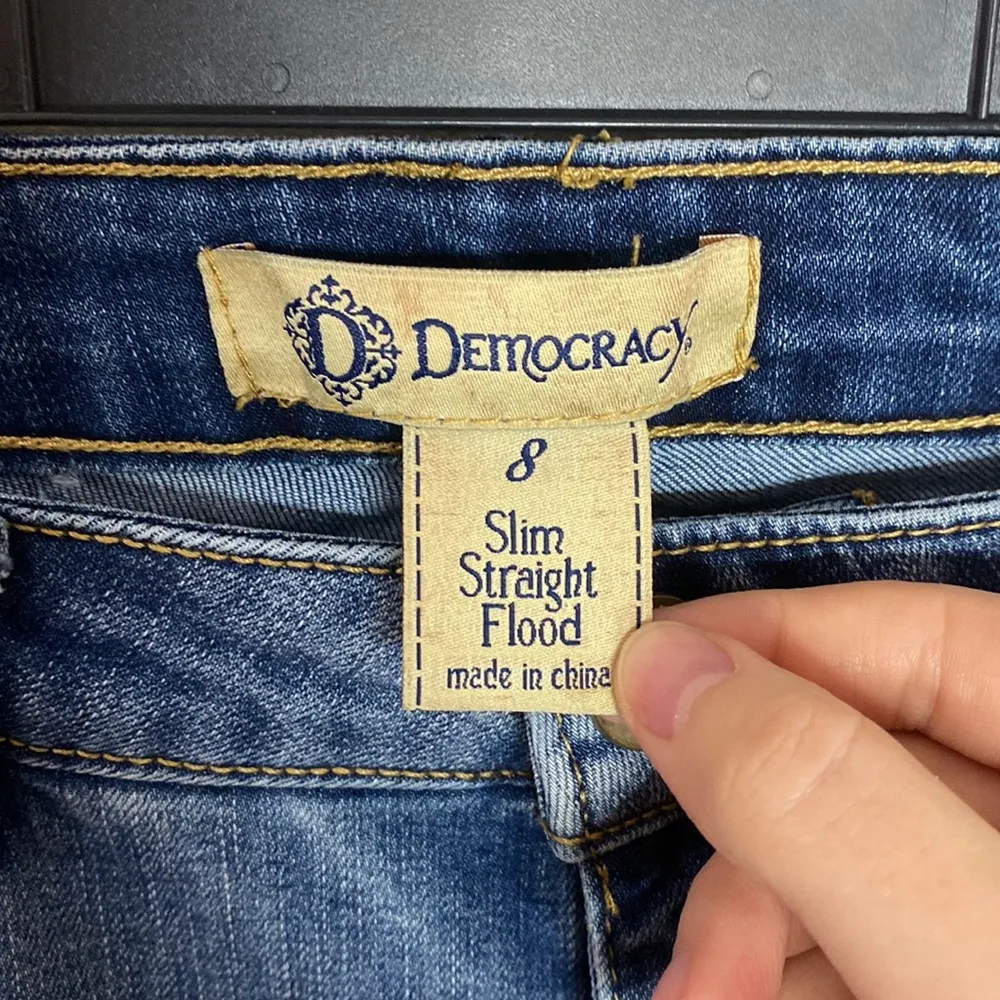 D DEMOCRACY®
8
Slim
Straight
Flood
made in china